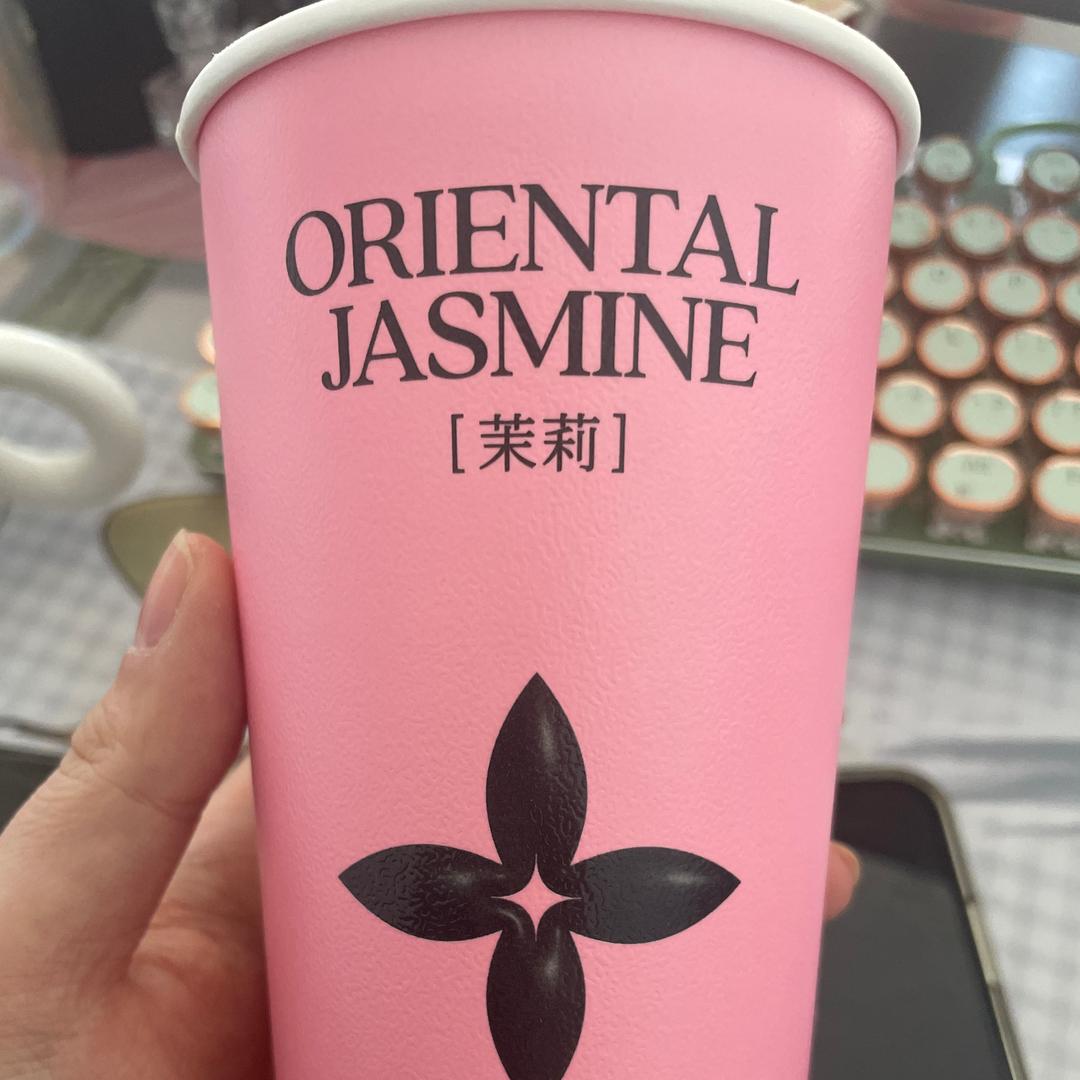 ORIENTAL
JASMINE
[茉莉]